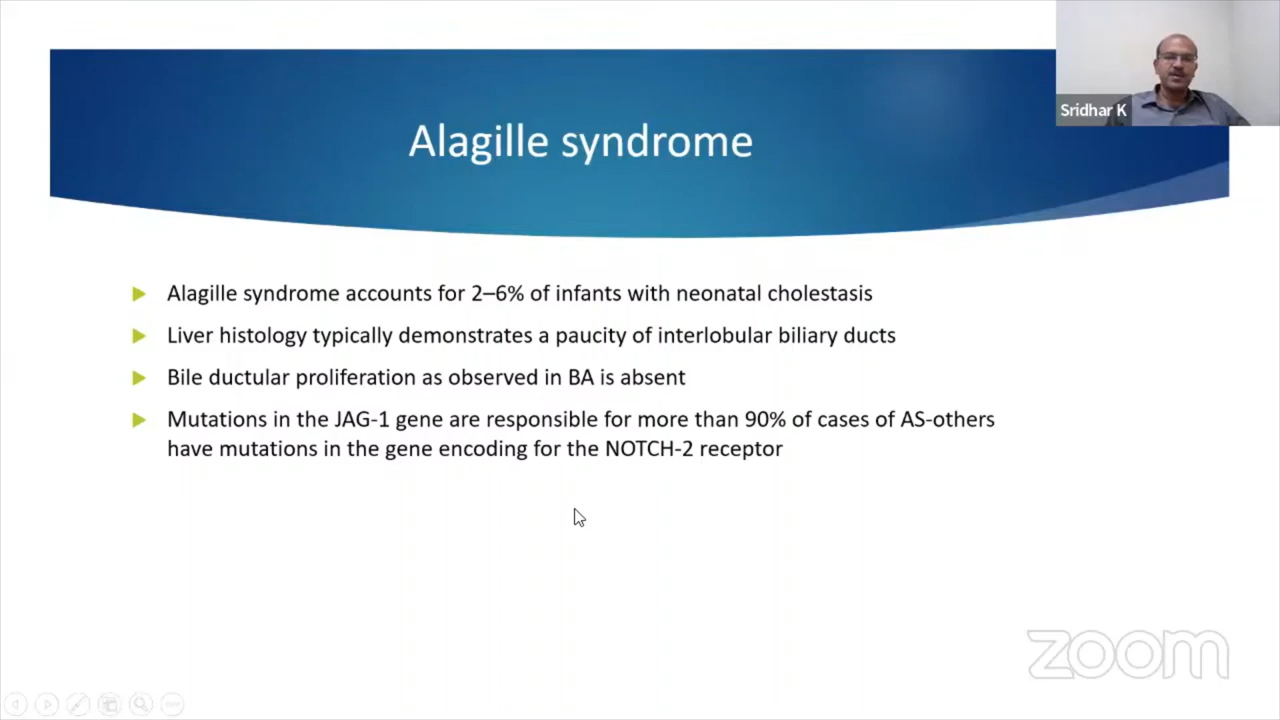 Sridhar K
Alagille syndrome
Alagille syndrome accounts for 2–6% of infants with neonatal cholestasis
Liver histology typically demonstrates a paucity of interlobular biliary ducts
Bile ductular proliferation as observed in BA is absent
Mutations in the JAG-1 gene are responsible for more than 90% of cases of AS-others
have mutations in the gene encoding for the NOTCH-2 receptor
zoom